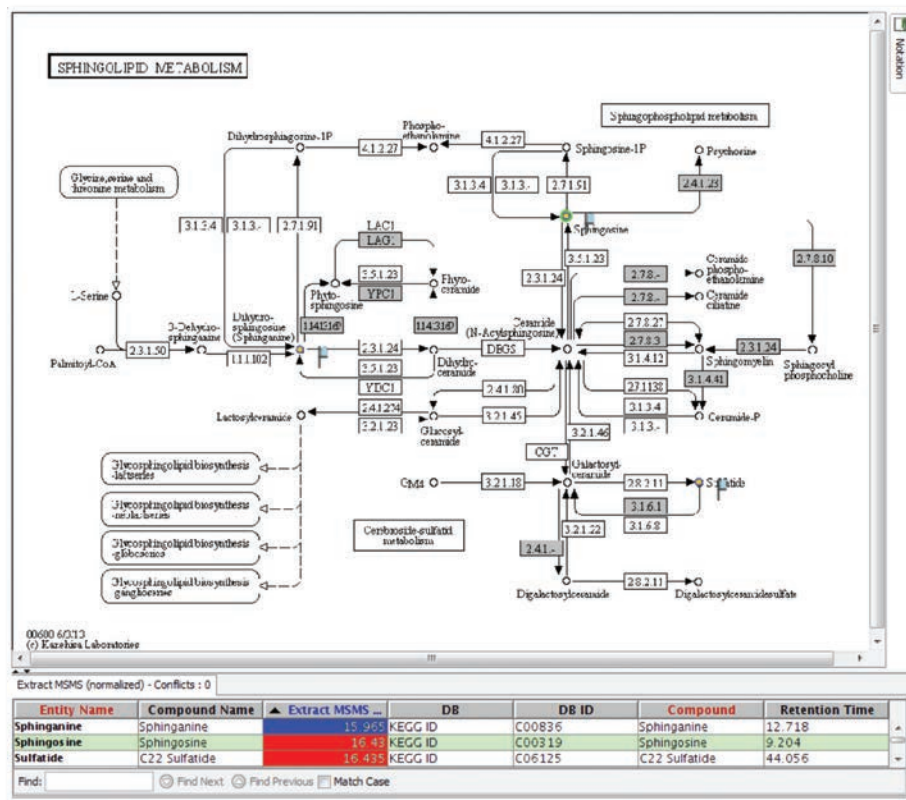 SPHINGOLIPID METABOLISM
Notation
Sphingophospholipid metabolism
Dihydrosphingosine-1P
Phospho-
ethanolamine
4.1.2.27
4.1.2.27
Sphingosine-1P
Psychosine
Glycine, serine and
threonine metabolism
3.1.3.4
3.1.3.-
2.7.1.91
2.4.1.23
3.1.3.4
3.1.3.-
2.7.1.91
LAC1
LAG1
Sphingosine
3.5.1.23
2.7.8.10
3.5.1.23
YPC1
Phyto-
sphingosine
Phyto-
ceramide
2.3.1.24
2.7.8.-
Ceramide
phospho-
ethanolamine
L-Serine
2.7.8.-
Ceramide
ciliatine
3-Dehydro-
sphinganine
Dihydro-
sphingosine
(Sphinganine)
Ceramide
(N-Acylsphingosine)
2.7.8.27
2.3.1.50
1.1.1.102
2.3.1.24
DEGS
2.7.8.3
2.3.1.24
Palmitoyl-CoA
3.1.4.12
Sphingomyelin
Sphingosyl
phosphocholine
3.5.1.23
Dihydro-
ceramide
YDC1
2.7.1.138
3.1.4.41
2.4.1.80
Lactosylceramide
3.2.1.23
Glucosyl-
ceramide
3.2.1.45
3.1.3.4
Ceramide-P
3.1.3.-
3.2.1.46
CGT
Glycosphingolipid biosynthesis
Galactosyl-
ceramide
GM4
3.2.1.18
2.8.2.11
Sulfatide
Glycosphingolipid biosynthesis
3.1.6.1
Cerebroside-sulfatid
metabolism
3.2.1.22
3.1.6.8
Glycosphingolipid biosynthesis
-globoseries
2.4.1.-
Glycosphingolipid biosynthesis
2.8.2.11
Digalactosylceramide
Digalactosylceramidesulfate
00600 6/3/13
(c) Kanehisa Laboratories
Extract MSMS (normalized) - Conflicts : 0
Entity Name Compound Name Extract MSMS ... DB DB ID Compound Retention Time
Sphinganine Sphinganine 15.965 KEGG ID C00836 Sphinganine 12.718
Sphingosine Sphingosine 16.43 KEGG ID C00319 Sphingosine 9.204
Sulfatide C22 Sulfatide 16.435 KEGG ID C06125 C22 Sulfatide 44.056
Find: Find Next Find Previous Match Case